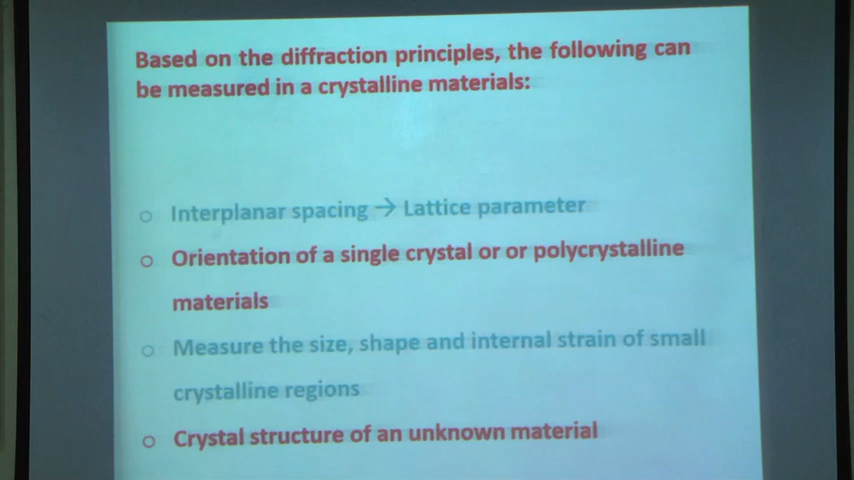 Based on the diffraction principles, the following can
be measured in a crystalline materials:
○ Interplanar spacing → Lattice parameter
○ Orientation of a single crystal or or polycrystalline
materials
○ Measure the size, shape and internal strain of small
crystalline regions
○ Crystal structure of an unknown material